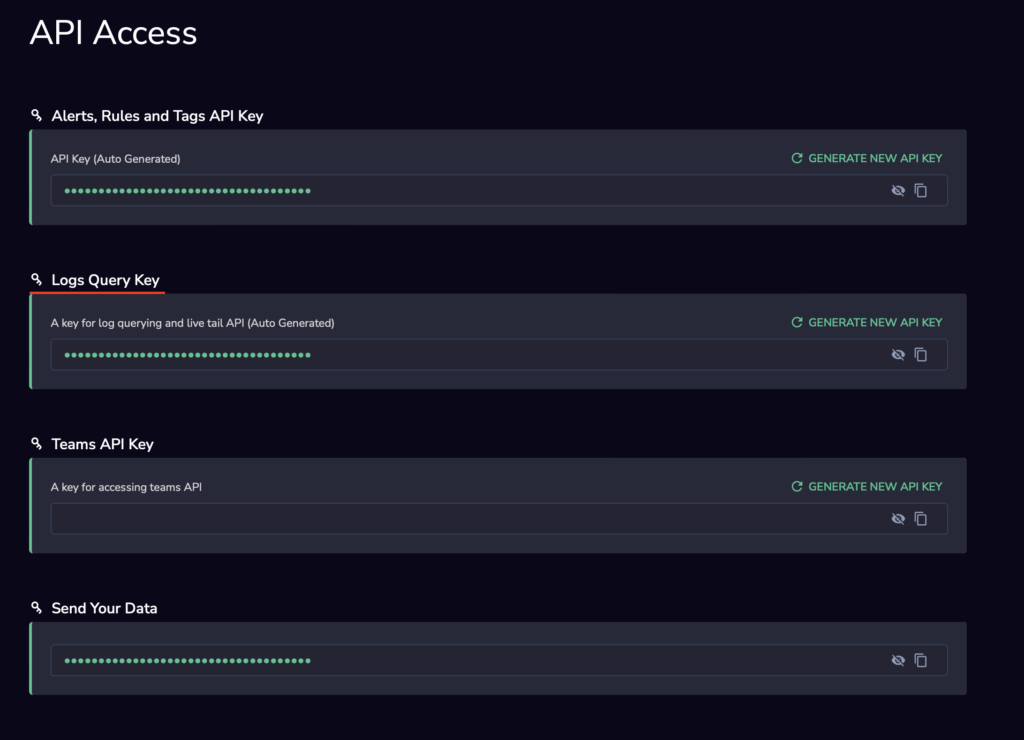 API Access
Alerts, Rules and Tags API Key
API Key (Auto Generated)
GENERATE NEW API KEY
••••••••••••••••••••••••••••••••••••
Logs Query Key
A key for log querying and live tail API (Auto Generated)
GENERATE NEW API KEY
••••••••••••••••••••••••••••••••••••
Teams API Key
A key for accessing teams API
GENERATE NEW API KEY
Send Your Data
••••••••••••••••••••••••••••••••••••